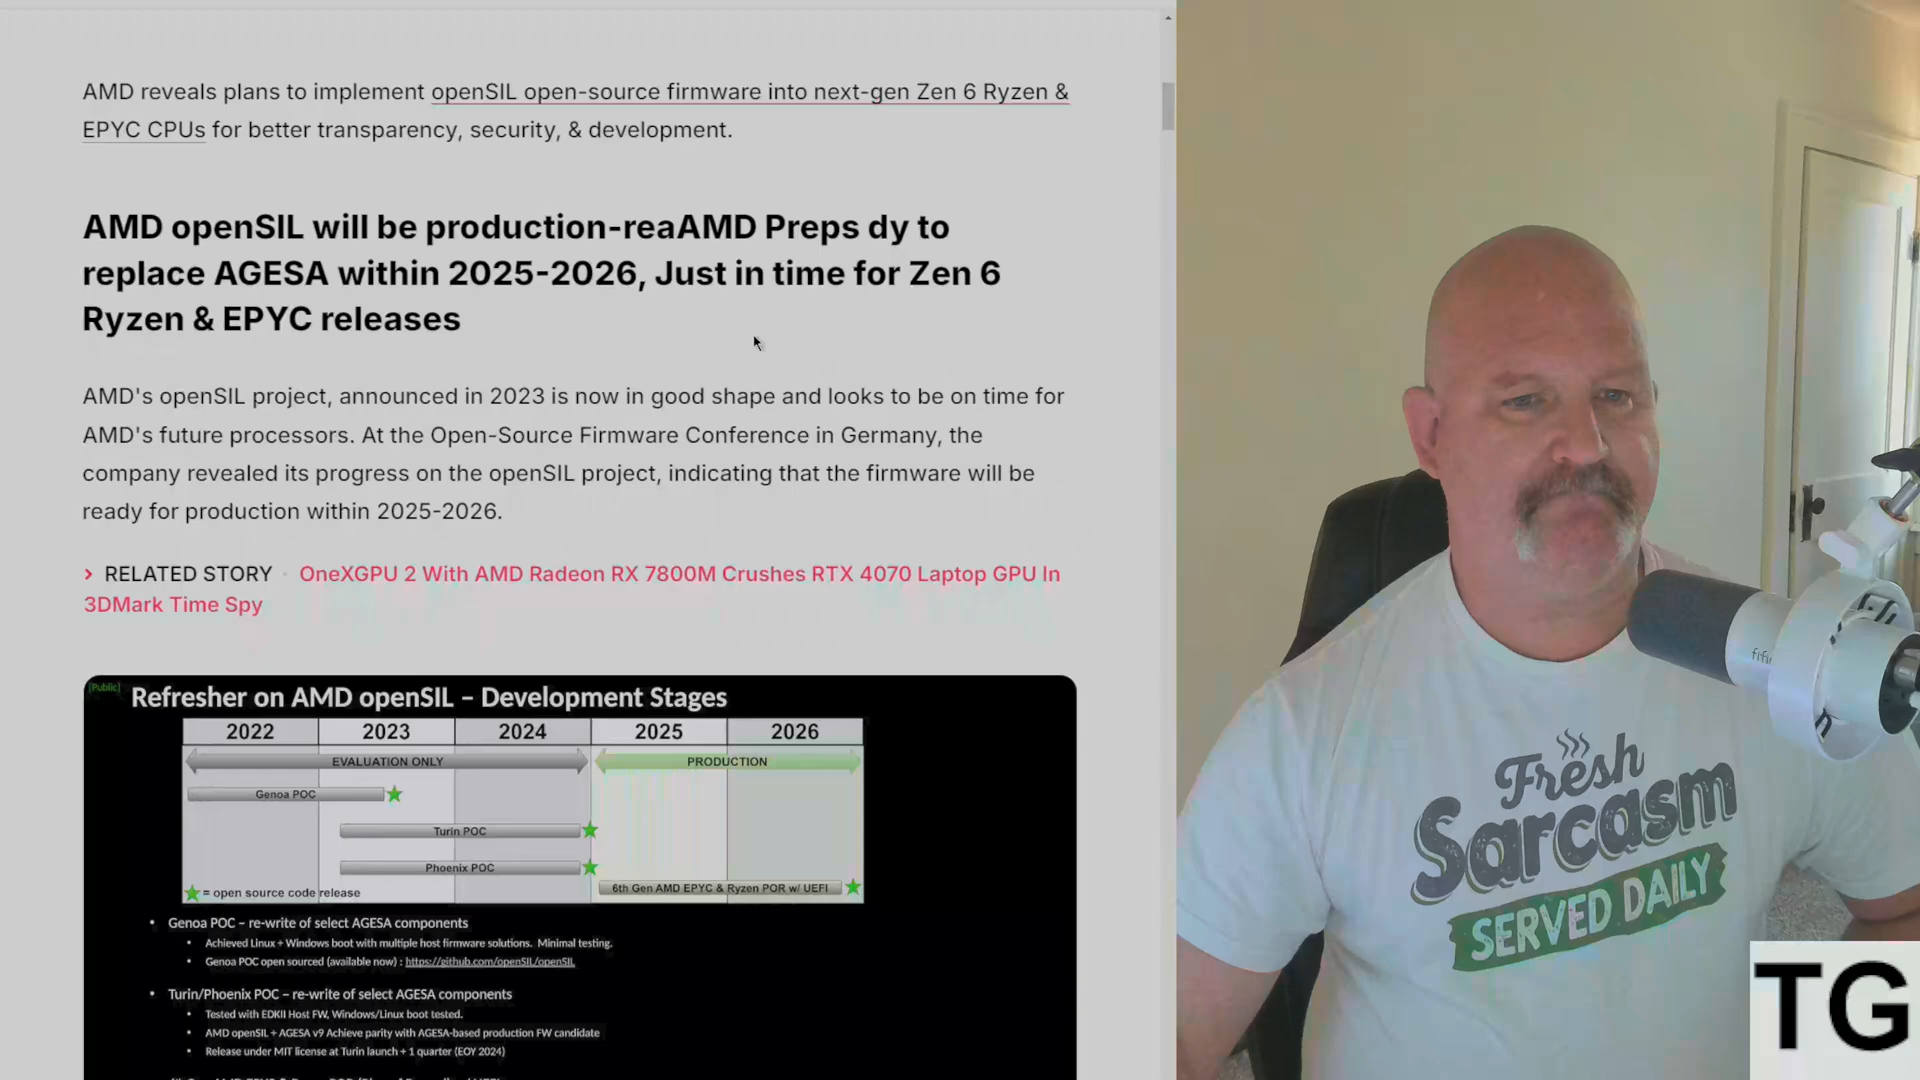 AMD reveals plans to implement openSIL open-source firmware into next-gen Zen 6 Ryzen &
EPYC CPUs for better transparency, security, & development.
AMD openSIL will be production-reaAMD Preps dy to
replace AGESA within 2025-2026, Just in time for Zen 6
Ryzen & EPYC releases
AMD's openSIL project, announced in 2023 is now in good shape and looks to be on time for
AMD's future processors. At the Open-Source Firmware Conference in Germany, the
company revealed its progress on the openSIL project, indicating that the firmware will be
ready for production within 2025-2026.
RELATED STORY · OneXGPU 2 With AMD Radeon RX 7800M Crushes RTX 4070 Laptop GPU In
3DMark Time Spy
[Public]
Refresher on AMD openSIL – Development Stages
2022 2023 2024 2025 2026
EVALUATION ONLY PRODUCTION
Genoa POC
Turin POC
Phoenix POC
6th Gen AMD EPYC & Ryzen POR w/ UEFI
= open source code release
• Genoa POC – re-write of select AGESA components
• Achieved Linux + Windows boot with multiple host firmware solutions. Minimal testing.
• Genoa POC open sourced (available now) : https://github.com/openSIL/openSIL
• Turin/Phoenix POC – re-write of select AGESA components
• Tested with EDKII Host FW, Windows/Linux boot tested.
• AMD openSIL + AGESA v9 Achieve parity with AGESA-based production FW candidate
• Release under MIT license at Turin launch + 1 quarter (EOY 2024)
Fresh
Sarcasm
SERVED DAILY
TG